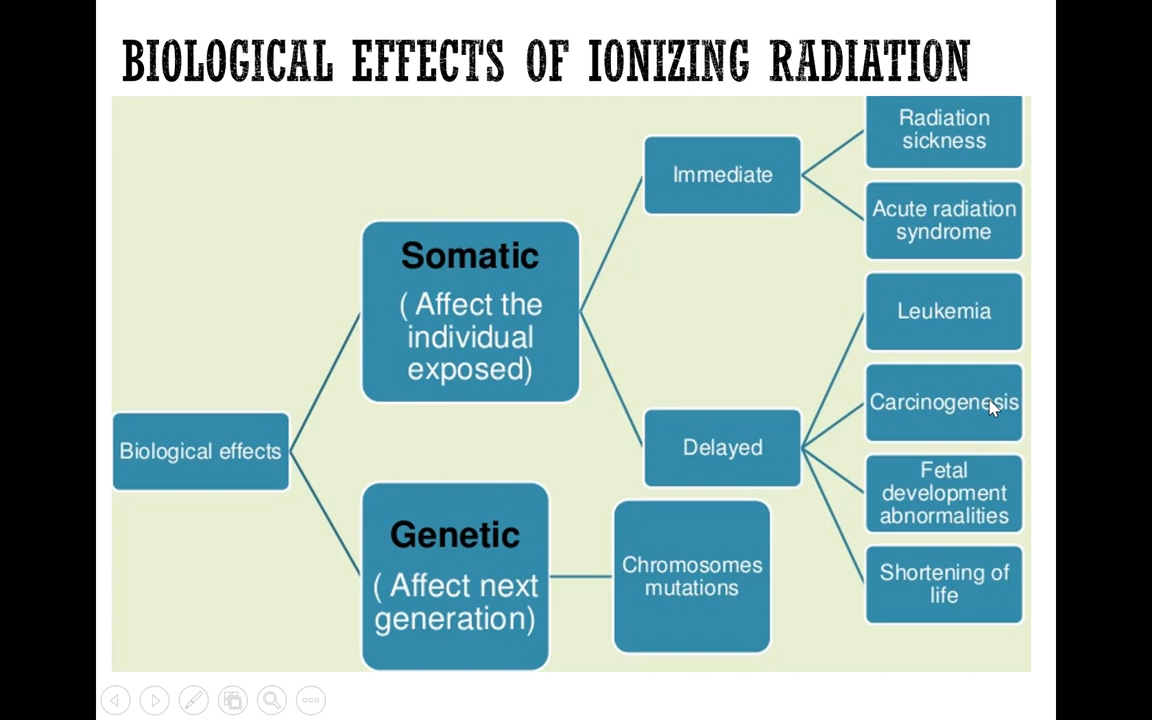 BIOLOGICAL EFFECTS OF IONIZING RADIATION
Biological effects
Somatic
( Affect the
individual
exposed)
Immediate
Radiation
sickness
Acute radiation
syndrome
Delayed
Leukemia
Carcinogenesis
Fetal
development
abnormalities
Shortening of
life
Genetic
( Affect next
generation)
Chromosomes
mutations